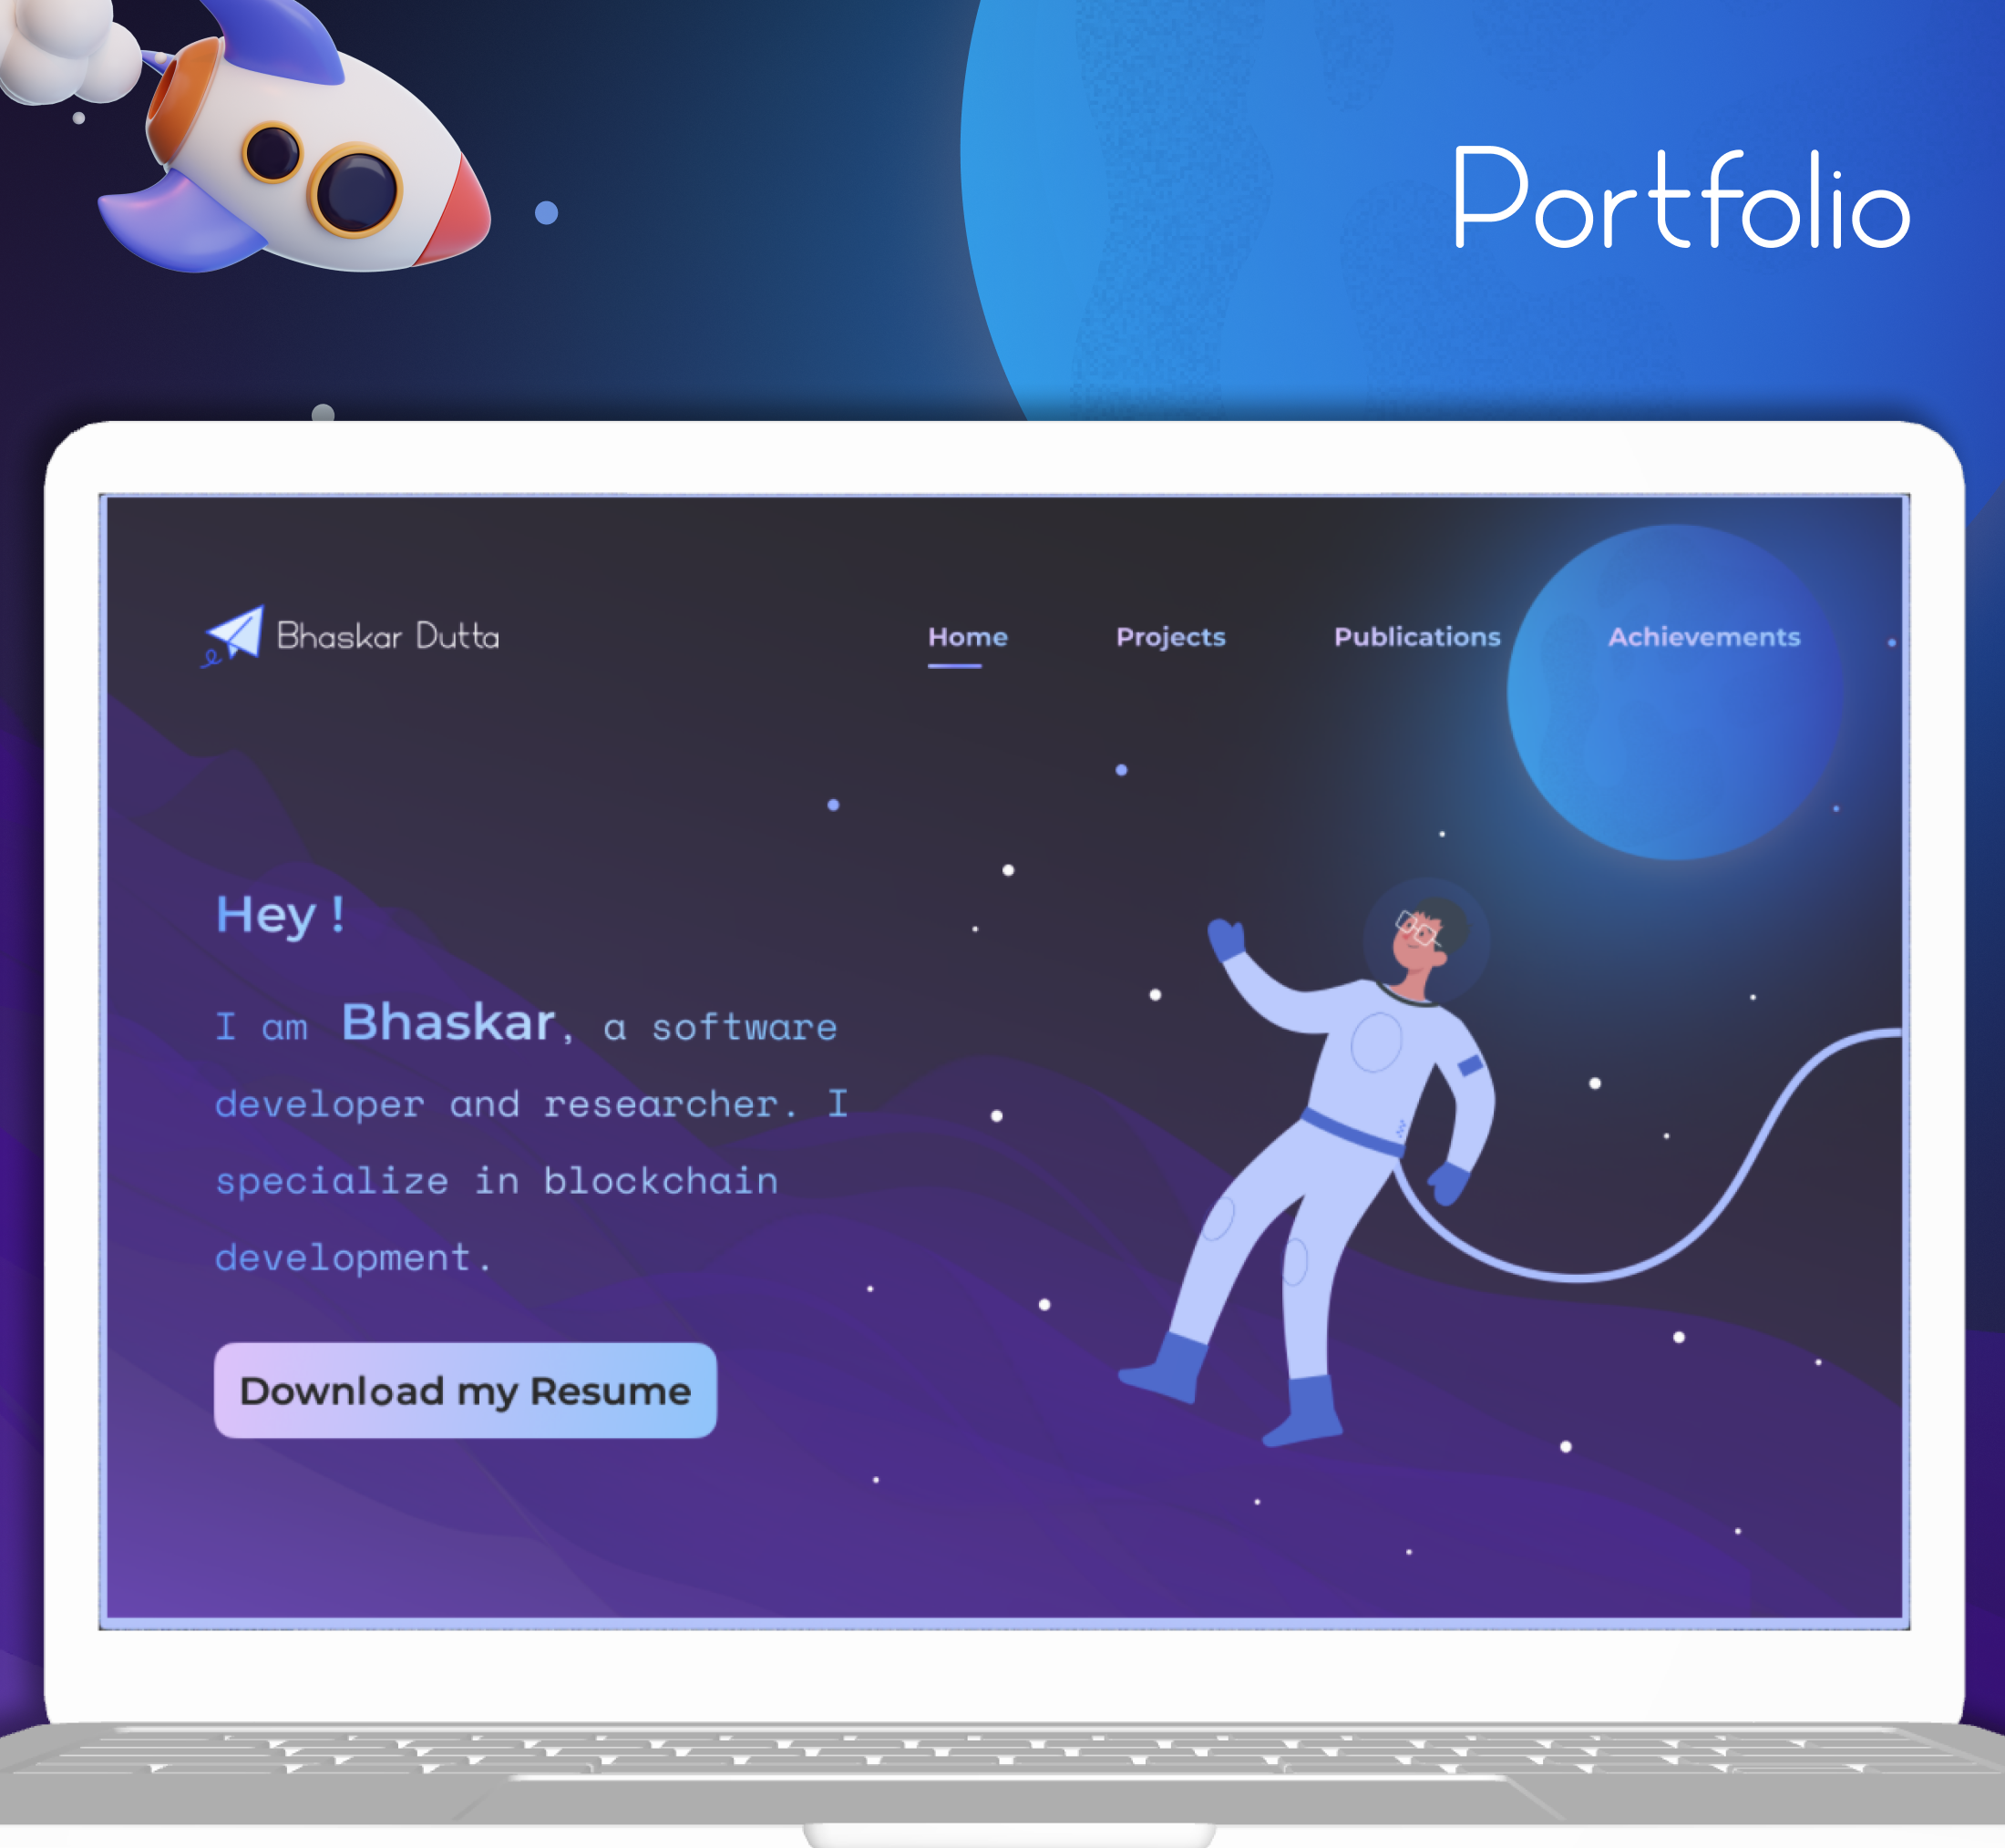 Portfolio
Bhaskar Dutta
Home Projects Publications Achievements
Hey !
I am Bhaskar, a software
developer and researcher. I
specialize in blockchain
development.
Download my Resume